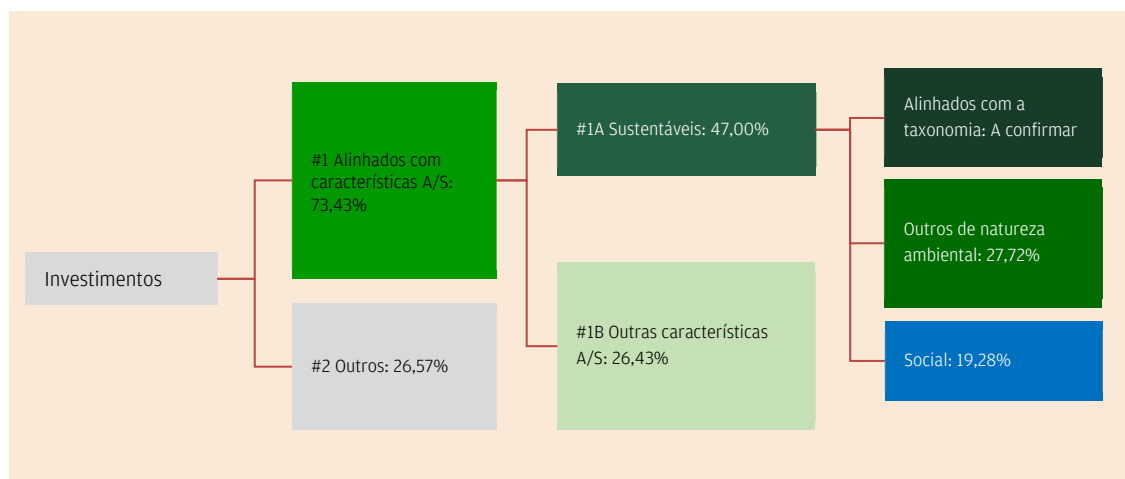 Investimentos
#1 Alinhados com
características A/S:
73,43%
#2 Outros: 26,57%
#1A Sustentáveis: 47,00%
#1B Outras características
A/S: 26,43%
Alinhados com a
taxonomia: A confirmar
Outros de natureza
ambiental: 27,72%
Social: 19,28%